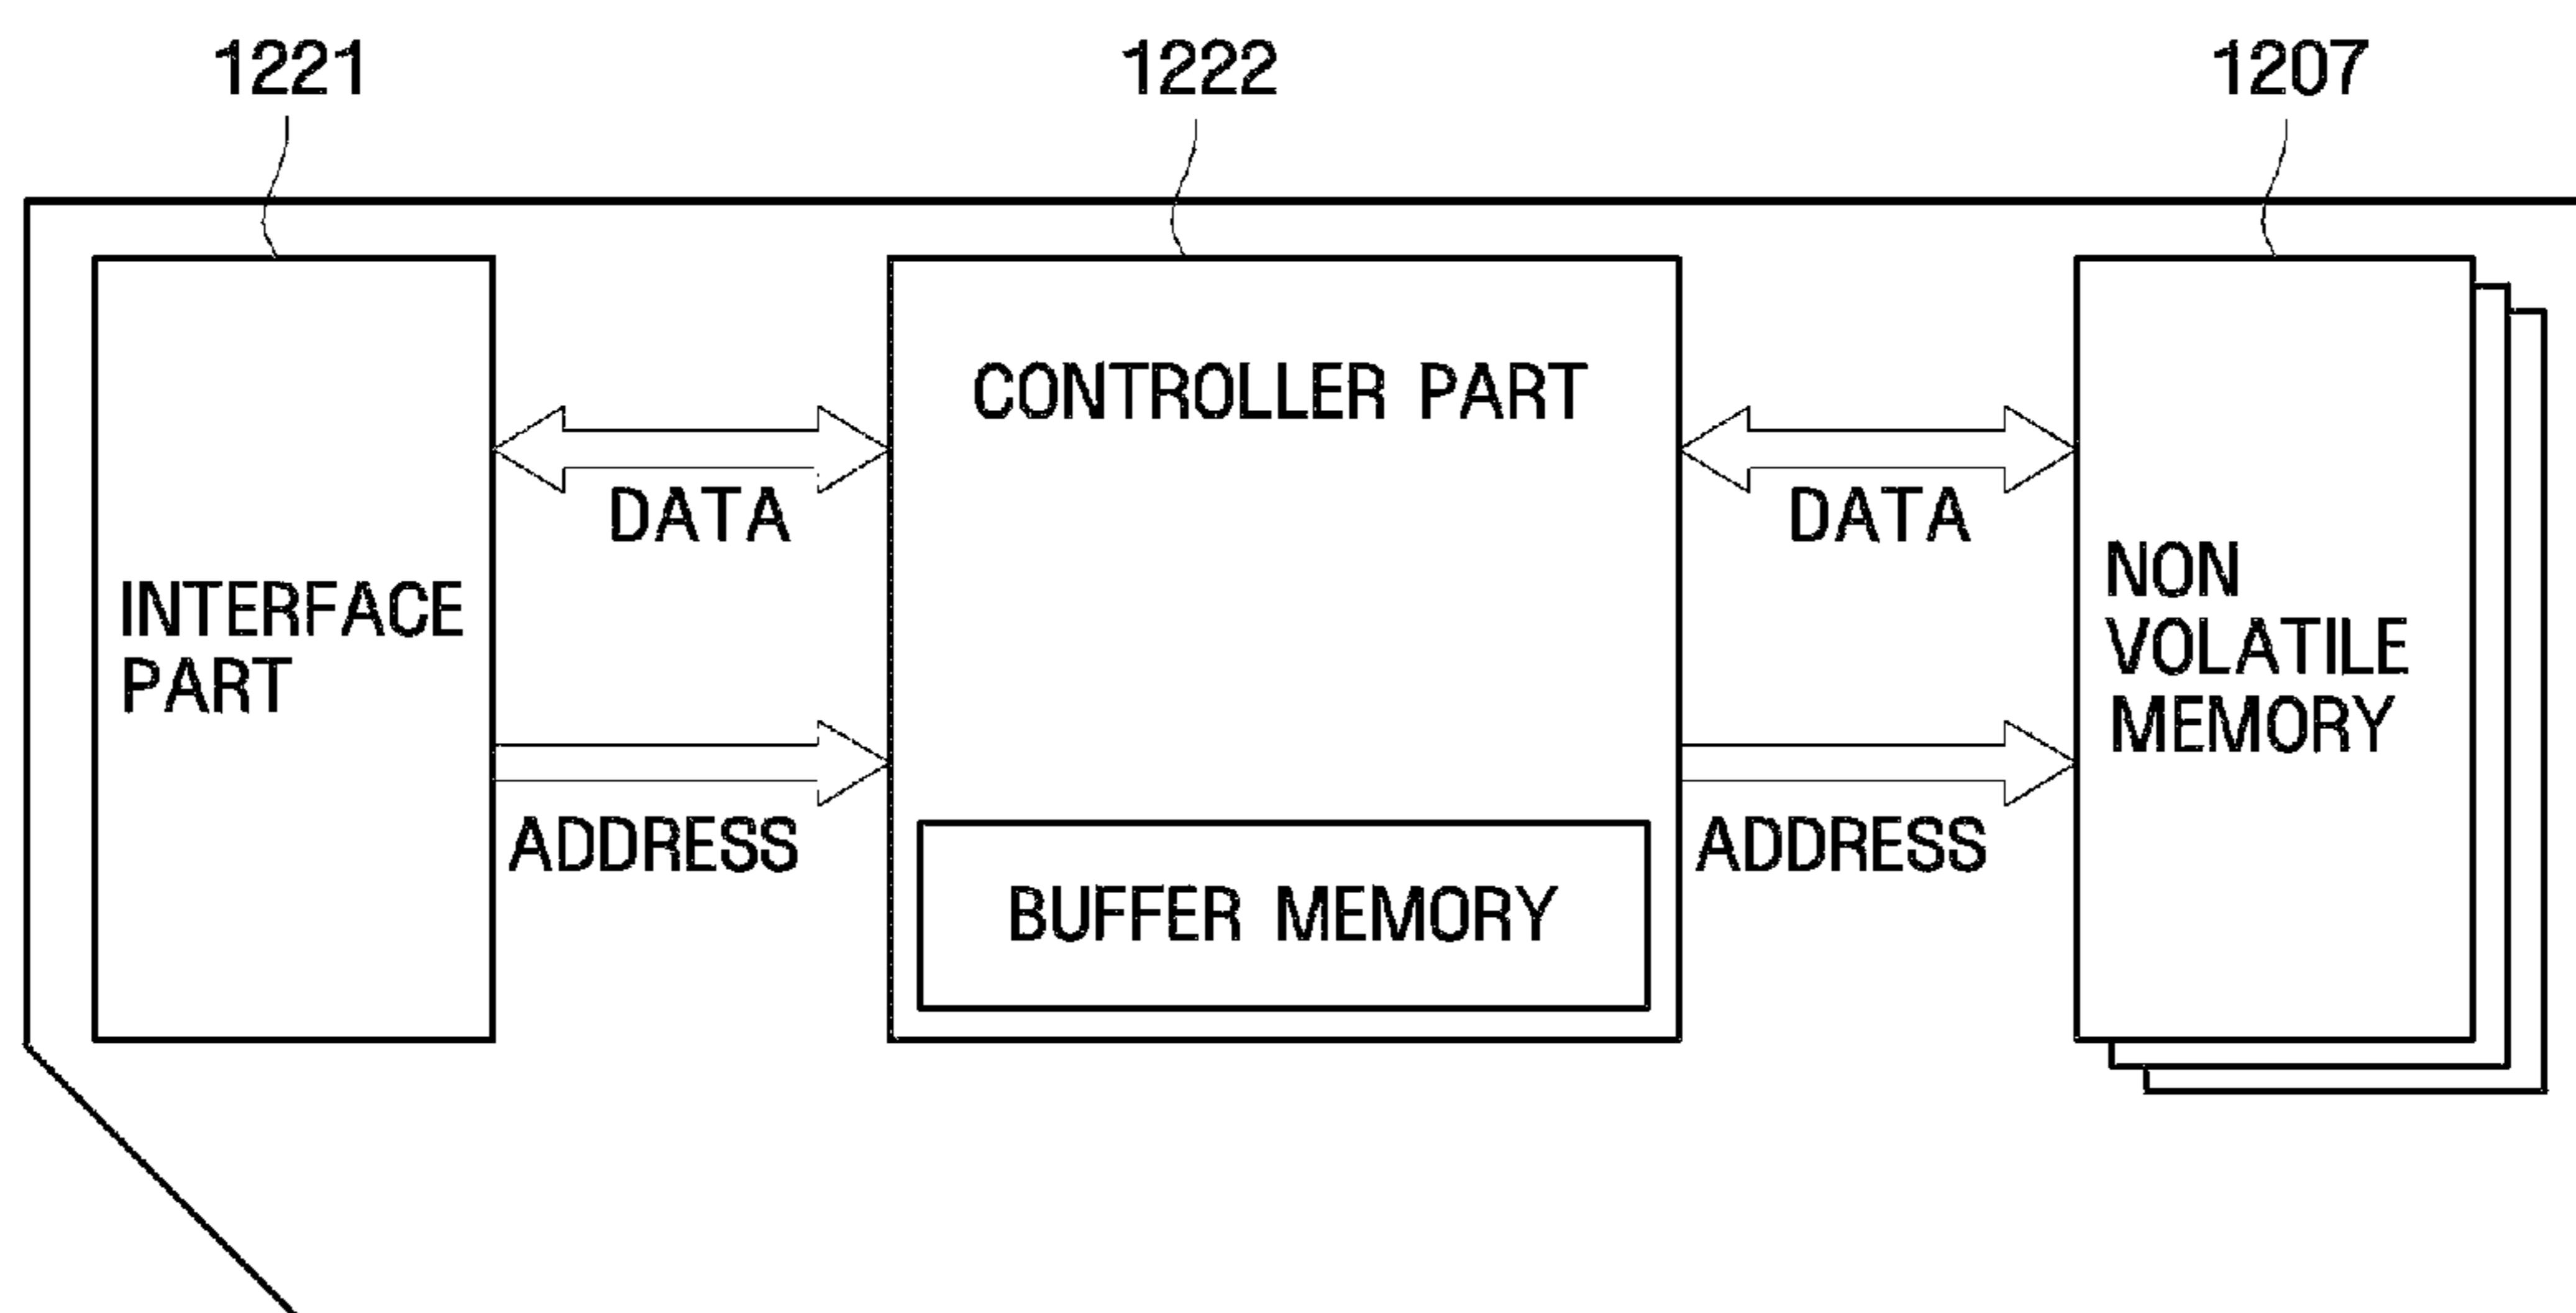 1221
1222
1207
CONTROLLER PART
DATA
DATA
INTERFACE
PART
NON
VOLATILE
MEMORY
ADDRESS
ADDRESS
BUFFER MEMORY